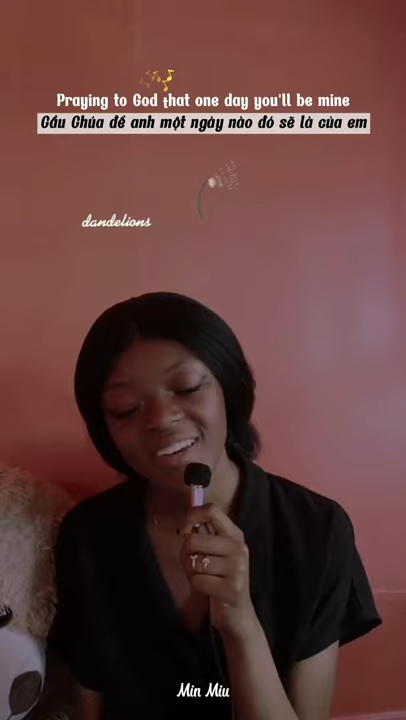 Praying to God that one day you'll be mine
Cầu Chúa để anh một ngày nào đó sẽ là của em
dandelions
Min Miu